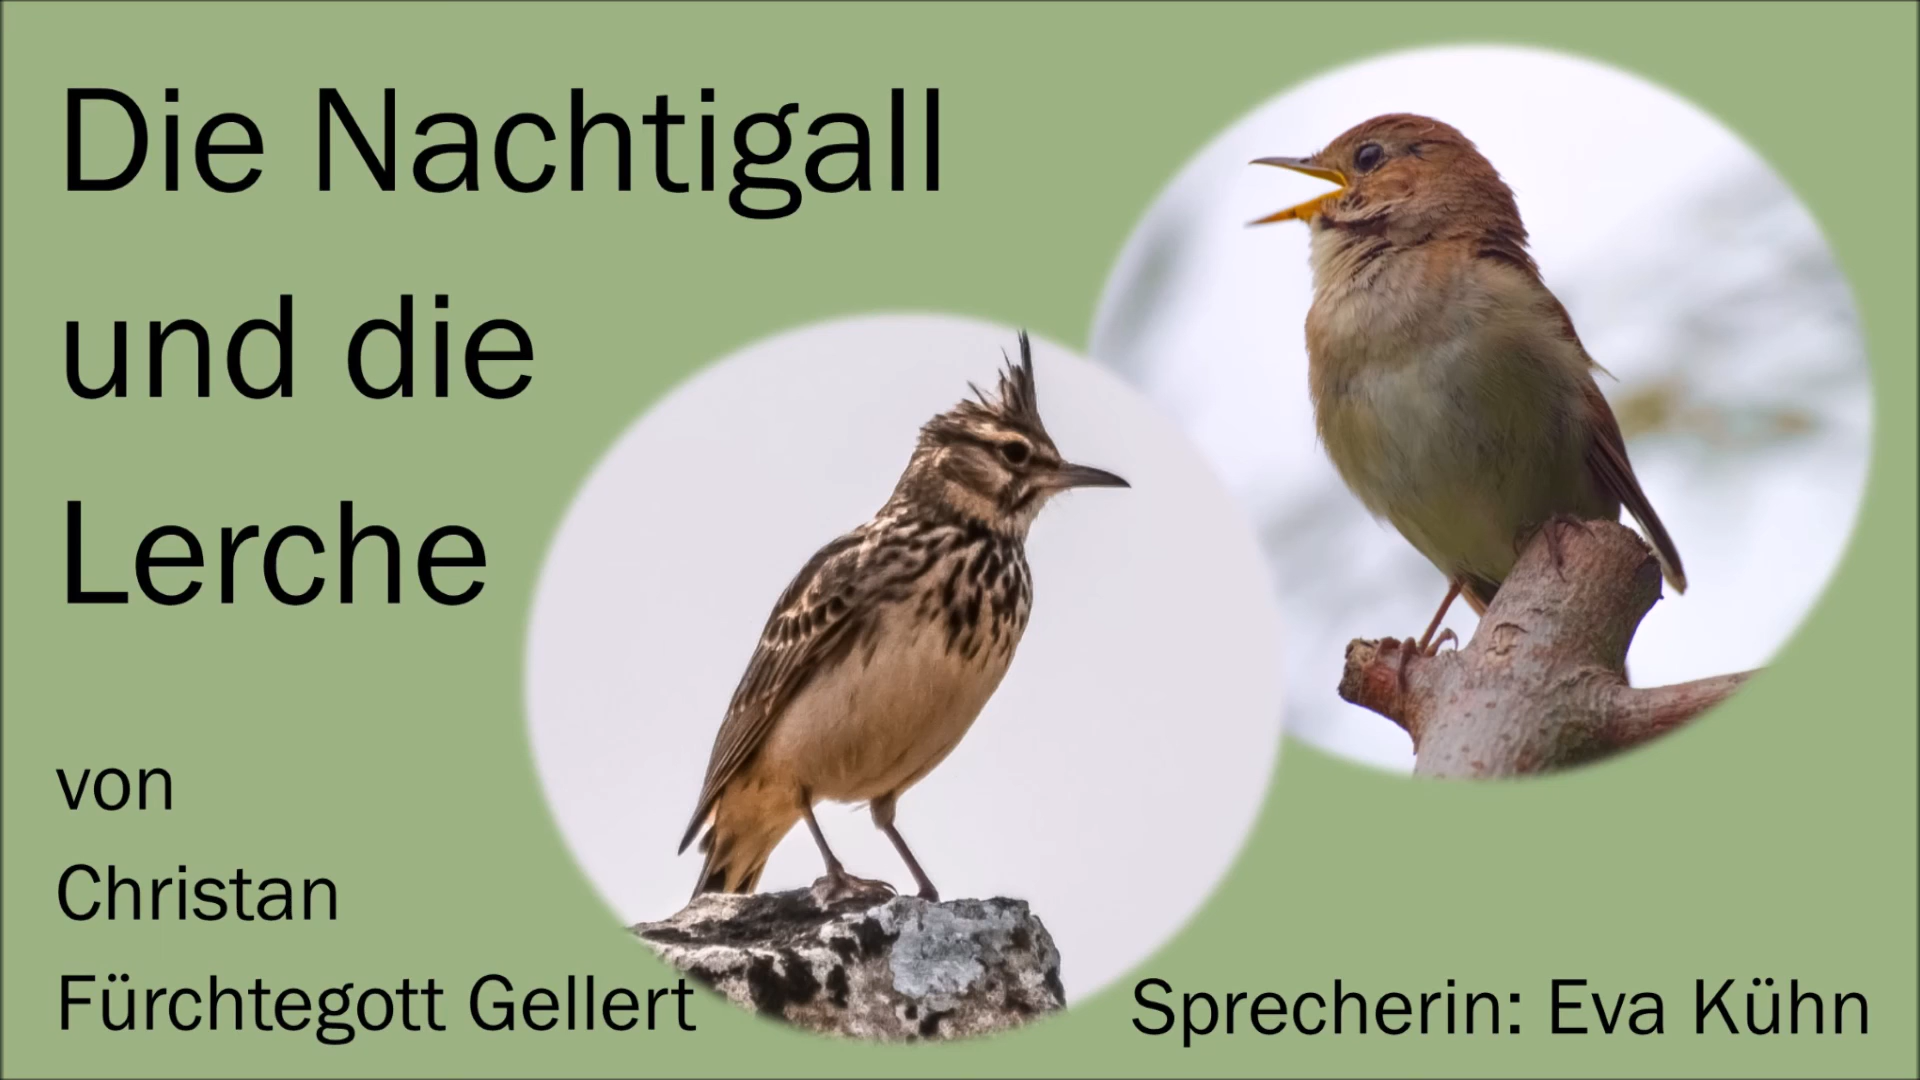 Die Nachtigall
und die
Lerche
von
Christan
Fürchtegott Gellert
Sprecherin: Eva Kühn